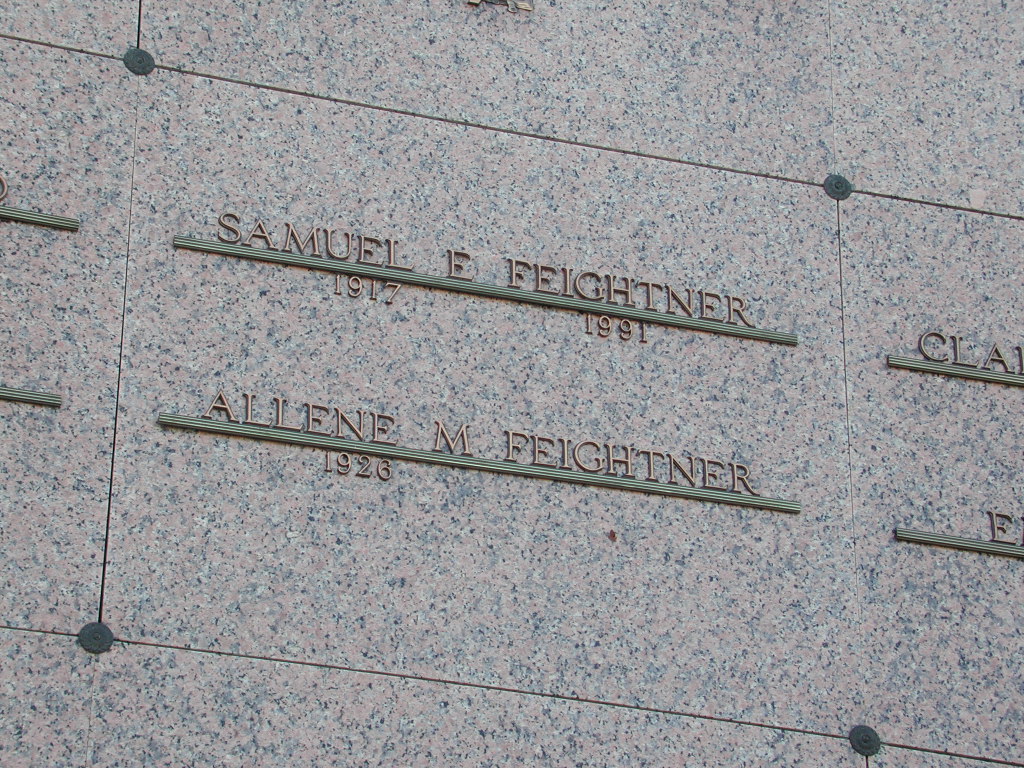 SAMUEL E FEIGHTNER
1917 1991
ALLENE M FEIGHTNER
1926